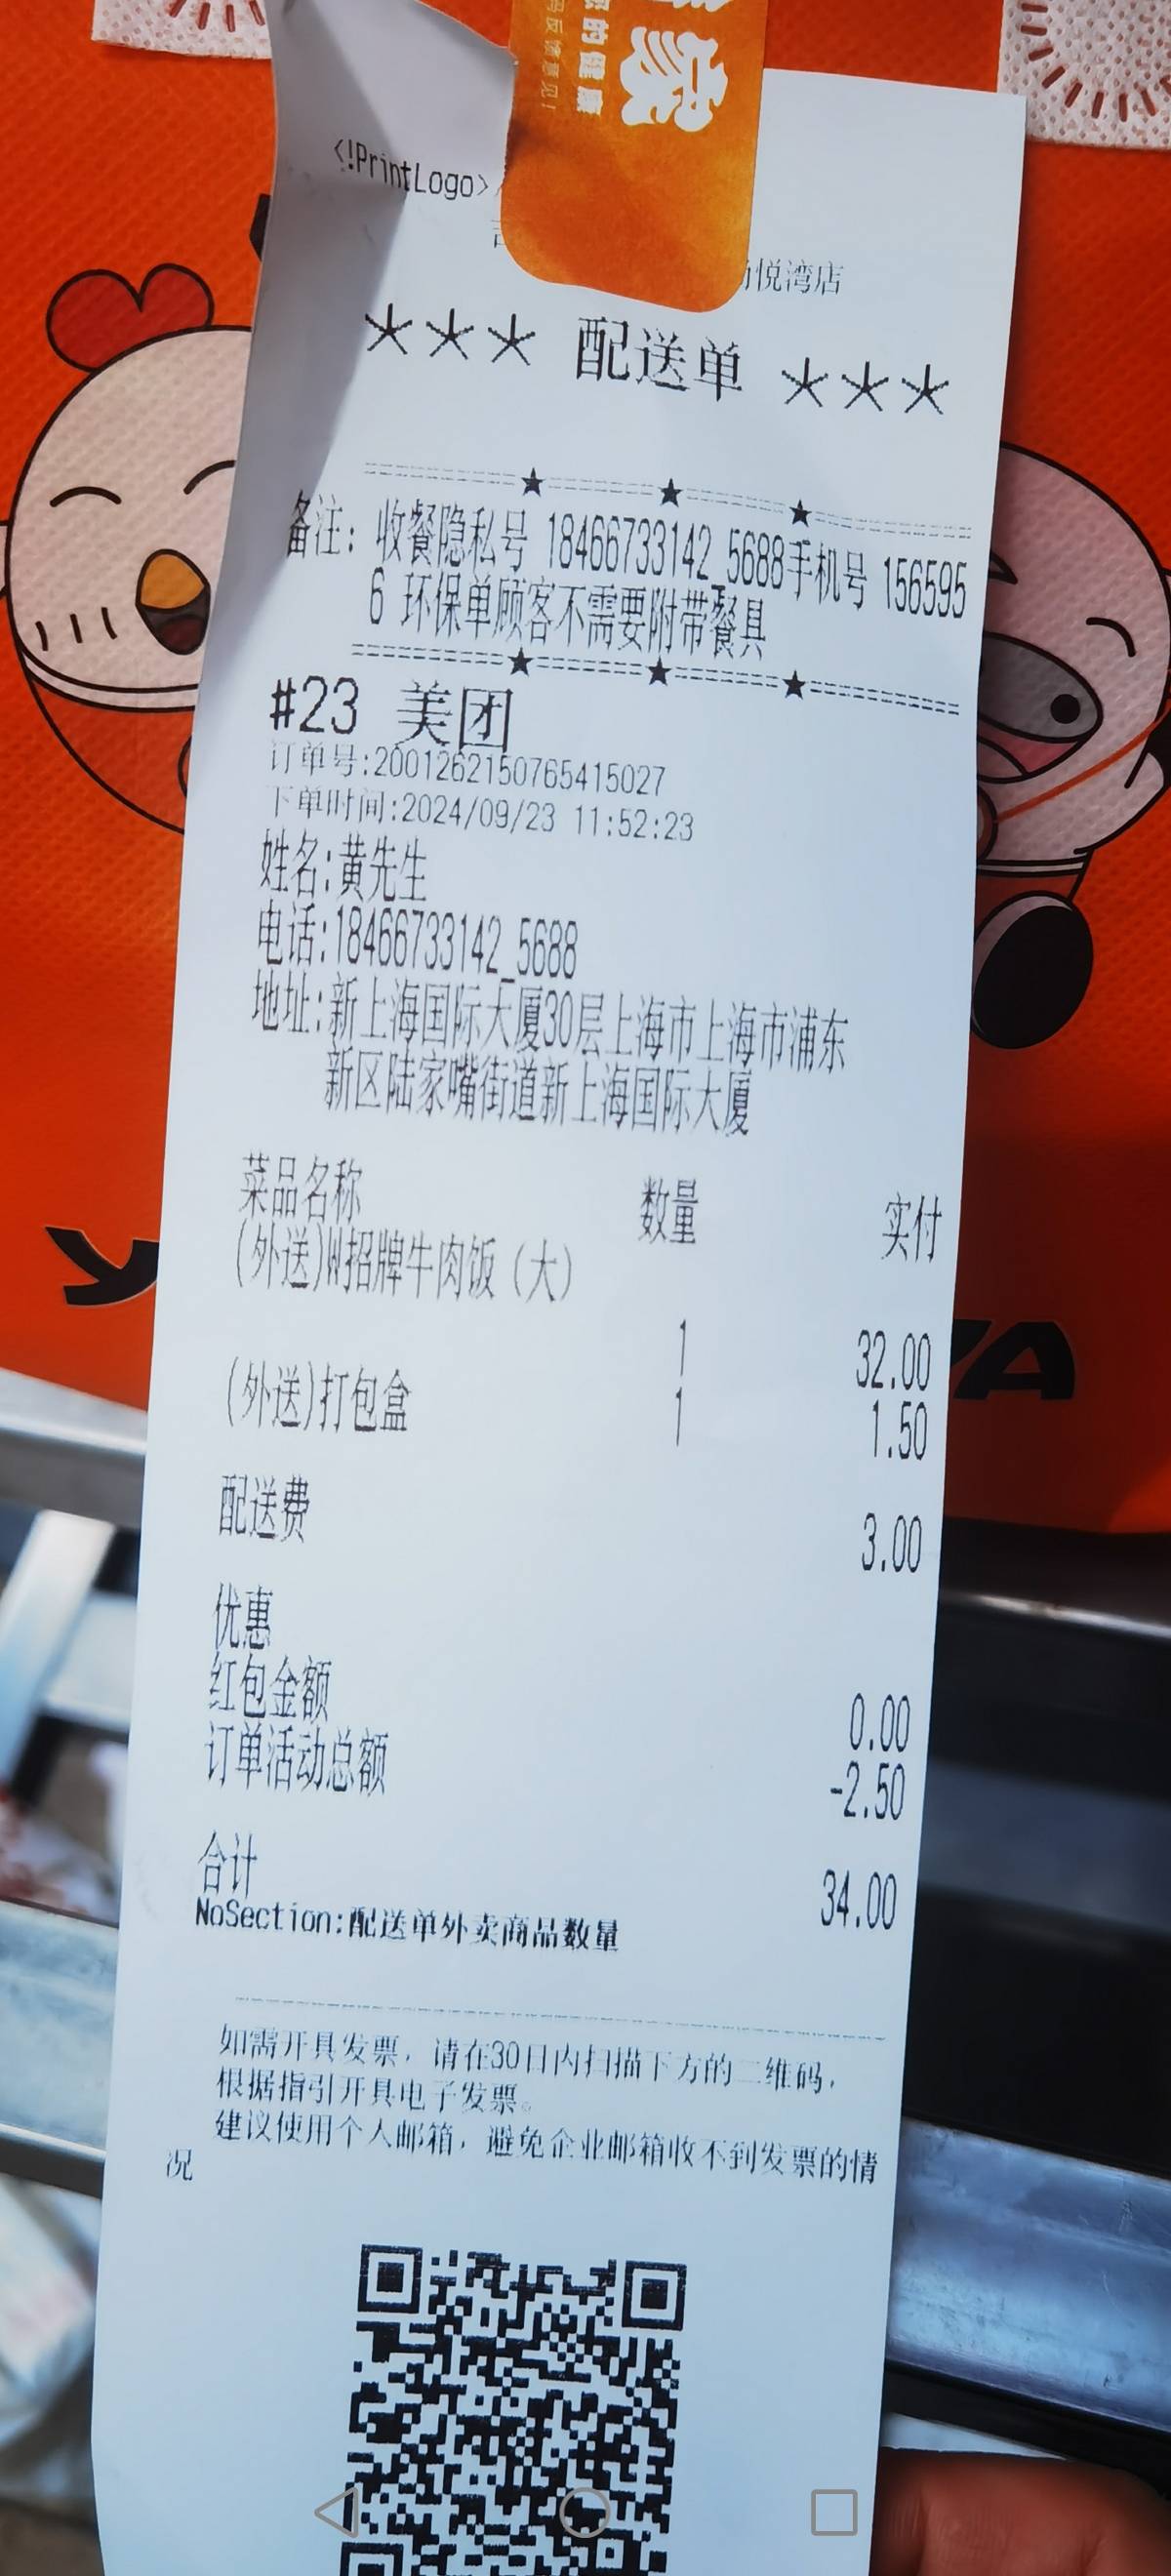 家
的健康
<!PrintLogo>
悦湾店
*** 配送单 ***
备注: 收餐隐私号 18466733142_5688手机号 156595
6 环保单顾客不需要附带餐具
#23 美团
订单号:2001262150765415027
下单时间:2024/09/23 11:52:23
姓名:黄先生
电话:18466733142_5688
地址:新上海国际大厦30层上海市上海市浦东
新区陆家嘴街道新上海国际大厦
菜品名称 数量 实付
(外送)W招牌牛肉饭（大）
1 32.00
(外送)打包盒 1 1.50
配送费 3.00
优惠
红包金额 0.00
订单活动总额 -2.50
合计 34.00
NoSection:配送单外卖商品数量
如需开具发票，请在30日内扫描下方的二维码，
根据指引开具电子发票。
建议使用个人邮箱，避免企业邮箱收不到发票的情
况